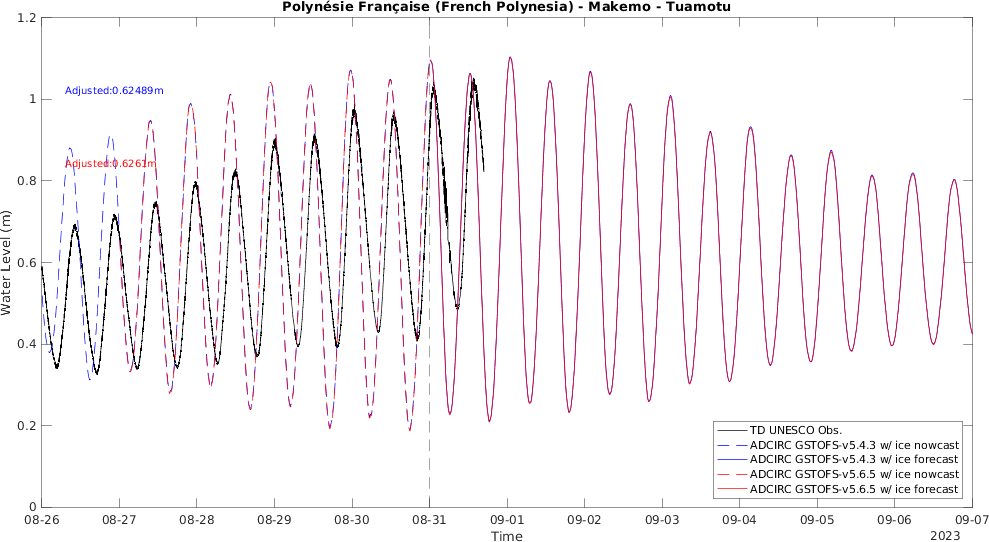 Polynésie Française (French Polynesia) - Makemo - Tuamotu
1.2
1
0.8
0.6
0.4
0.2
0
Water Level (m)
Adjusted:0.62489m
Adjusted:0.6261m
TD UNESCO Obs.
ADCIRC GSTOFS-v5.4.3 w/ ice nowcast
ADCIRC GSTOFS-v5.4.3 w/ ice forecast
ADCIRC GSTOFS-v5.6.5 w/ ice nowcast
ADCIRC GSTOFS-v5.6.5 w/ ice forecast
08-26 08-27 08-28 08-29 08-30 08-31 09-01 09-02 09-03 09-04 09-05 09-06 09-07
Time
2023